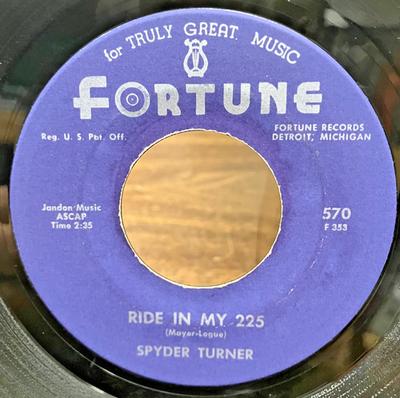 for TRULY GREAT MUSIC
FORTUNE
Reg. U. S. Pat. Off.
FORTUNE RECORDS
DETROIT, MICHIGAN
Jandon Music
ASCAP
Time 2:35
570
F 353
RIDE IN MY 225
(Mayer-Logue)
SPYDER TURNER